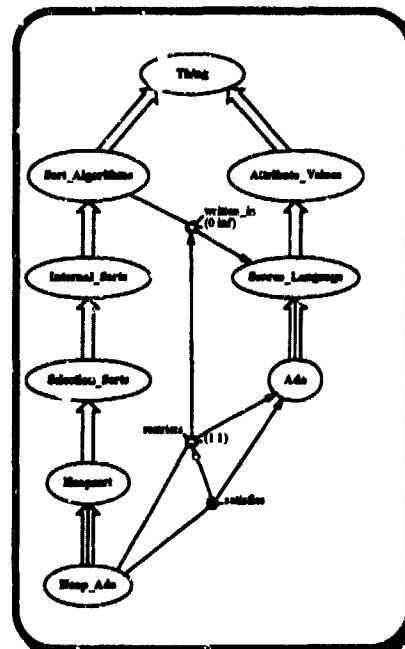 Thing
Sort_Algorithms
Attribute_Values
written_in
(0 inf)
Internal_Sorts
Source_Language
Selection_Sorts
Ada
restricts
(1 1)
Heapsort
satisfies
Heap_Ada